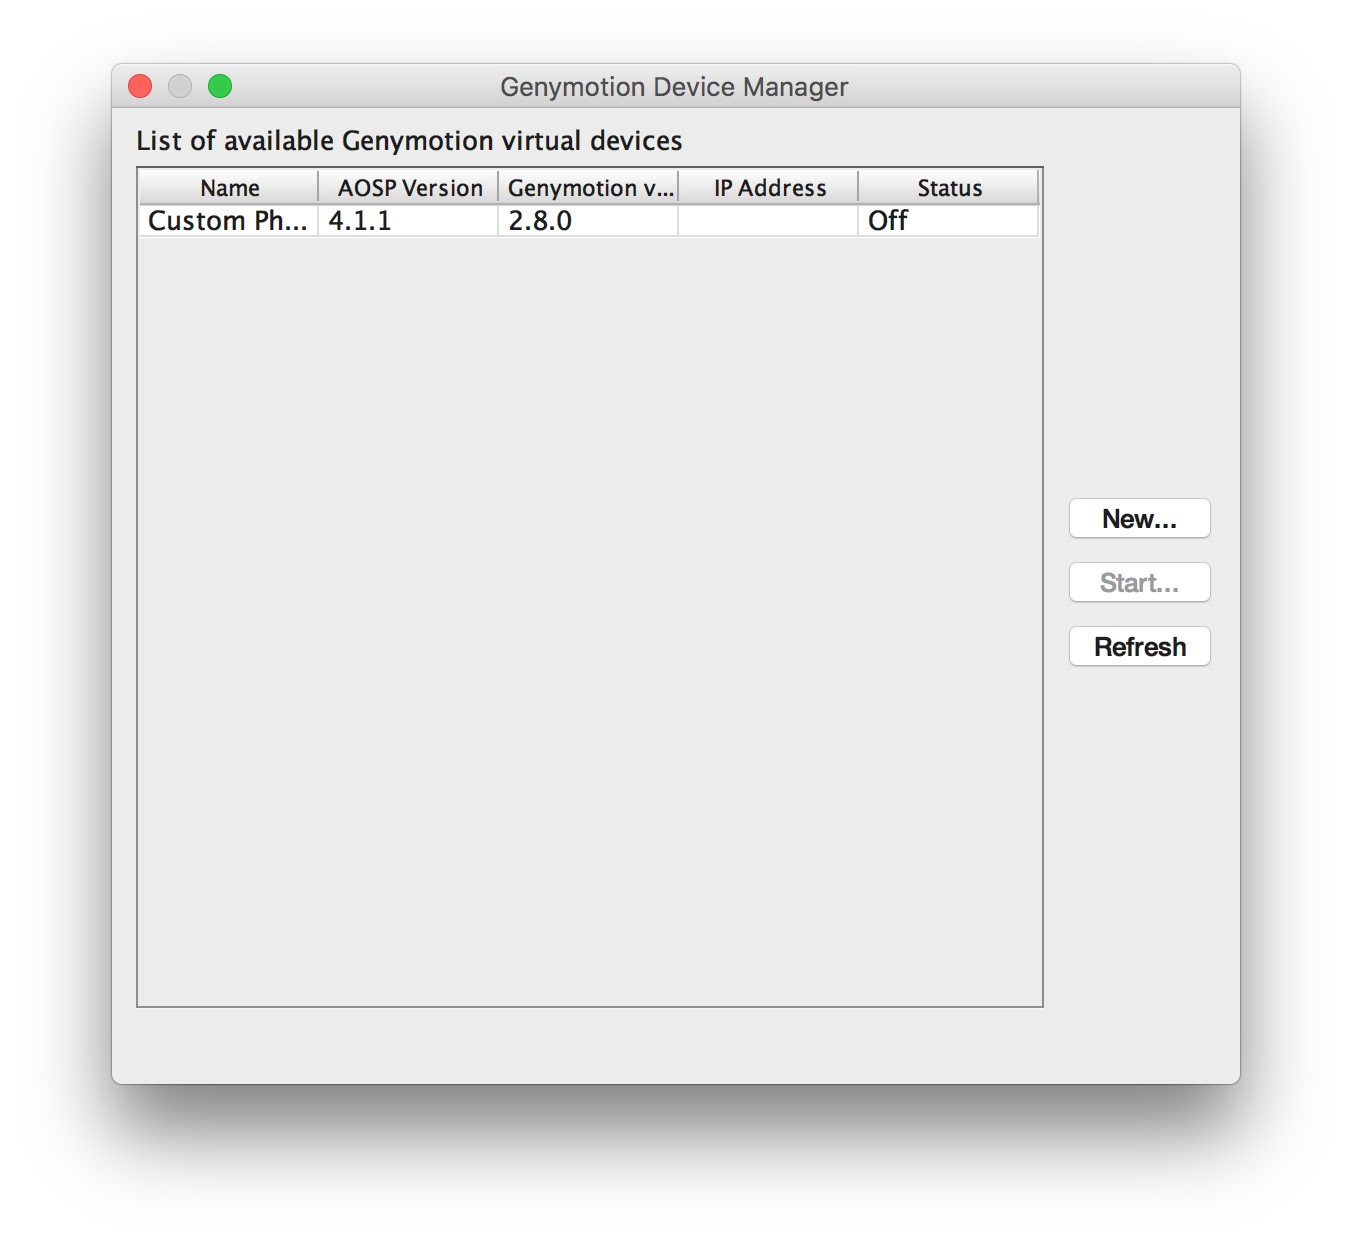 Genymotion Device Manager
List of available Genymotion virtual devices
Name AOSP Version Genymotion v... IP Address Status
Custom Ph... 4.1.1 2.8.0 Off
New...
Start...
Refresh